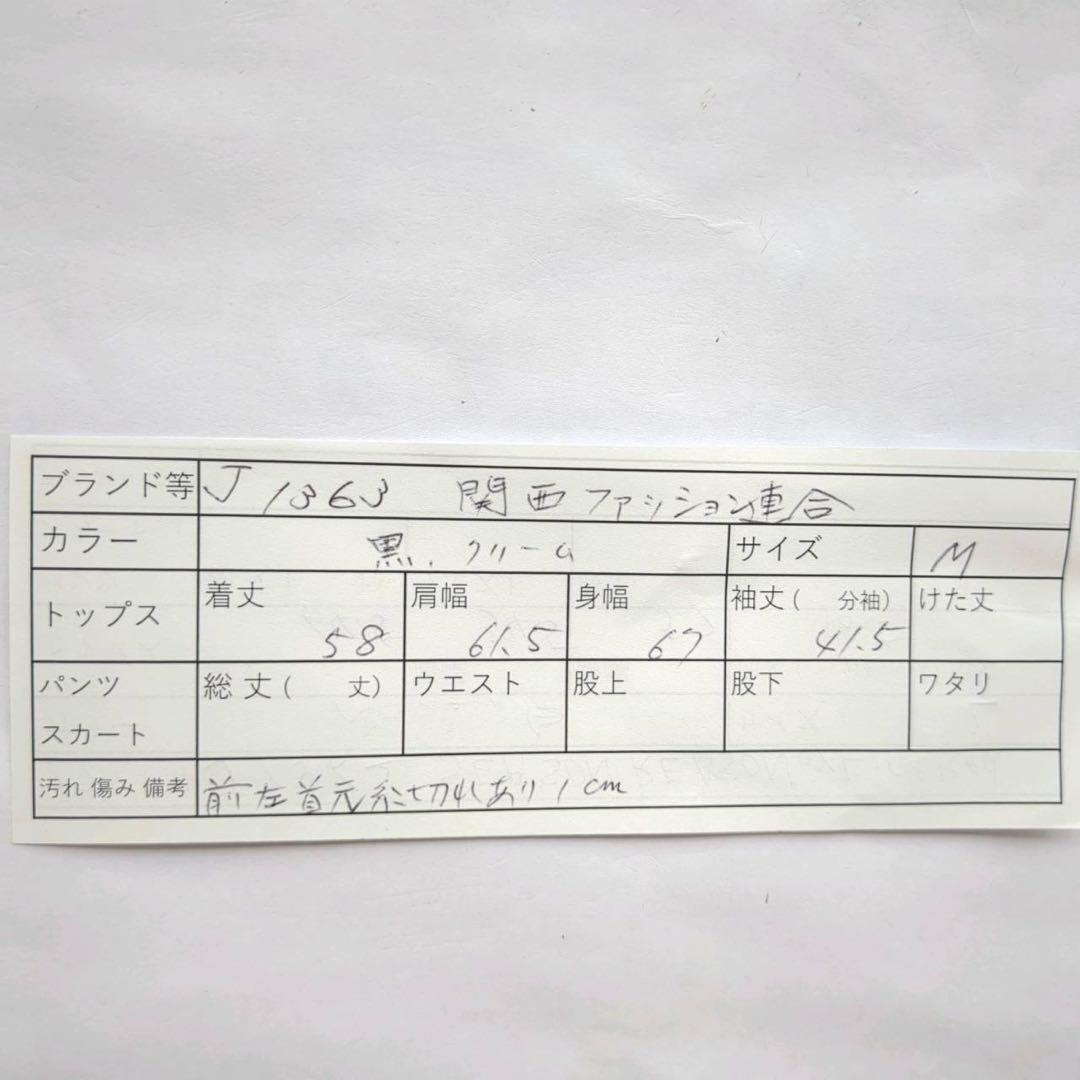 ブランド等 J1363 関西ファッション連合
カラー 黒、クリーム サイズ M
トップス 着丈 58 肩幅 61.5 身幅 67 袖丈( 分袖) 41.5 けた丈
パンツ 総丈( 丈) ウエスト 股上 股下 ワタリ
スカート
汚れ 傷み 備考 前左首元糸切れあり1cm